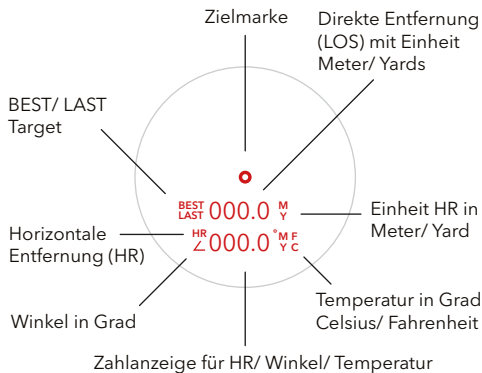 Zielmarke
Direkte Entfernung
(LOS) mit Einheit
Meter/ Yards
BEST/ LAST
Target
BEST
LAST 000.0 M
Y
HR
∠000.0 ° M F
Y C
Einheit HR in
Meter/ Yard
Horizontale
Entfernung (HR)
Winkel in Grad
Temperatur in Grad
Celsius/ Fahrenheit
Zahlanzeige für HR/ Winkel/ Temperatur